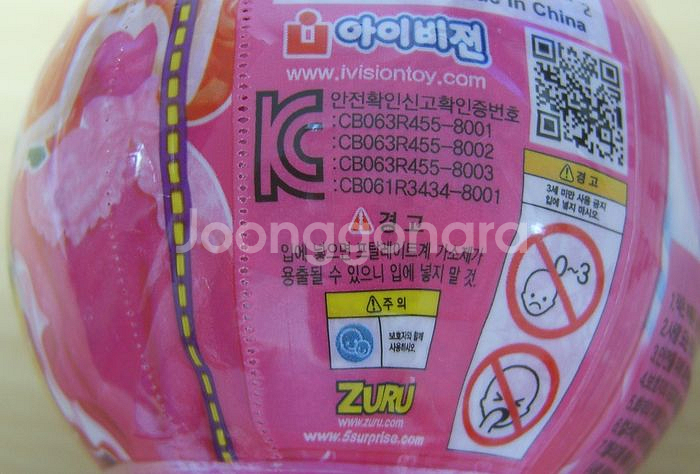 in China
아이비젼
www.ivisiontoy.com
안전확인신고확인증번호
:CB063R455-8001
:CB063R455-8002
:CB063R455-8003
:CB061R3434-8001
경고
3세 미만 사용 금지
입에 넣지 마시오.
Joonggonara
경 고
입에 넣으면 프탈레이트계 가소제가
용출될 수 있으니 입에 넣지 말 것.
0~3
주 의
보호자와 함께
사용하시오.
ZURU
www.zuru.com
www.5surprise.com